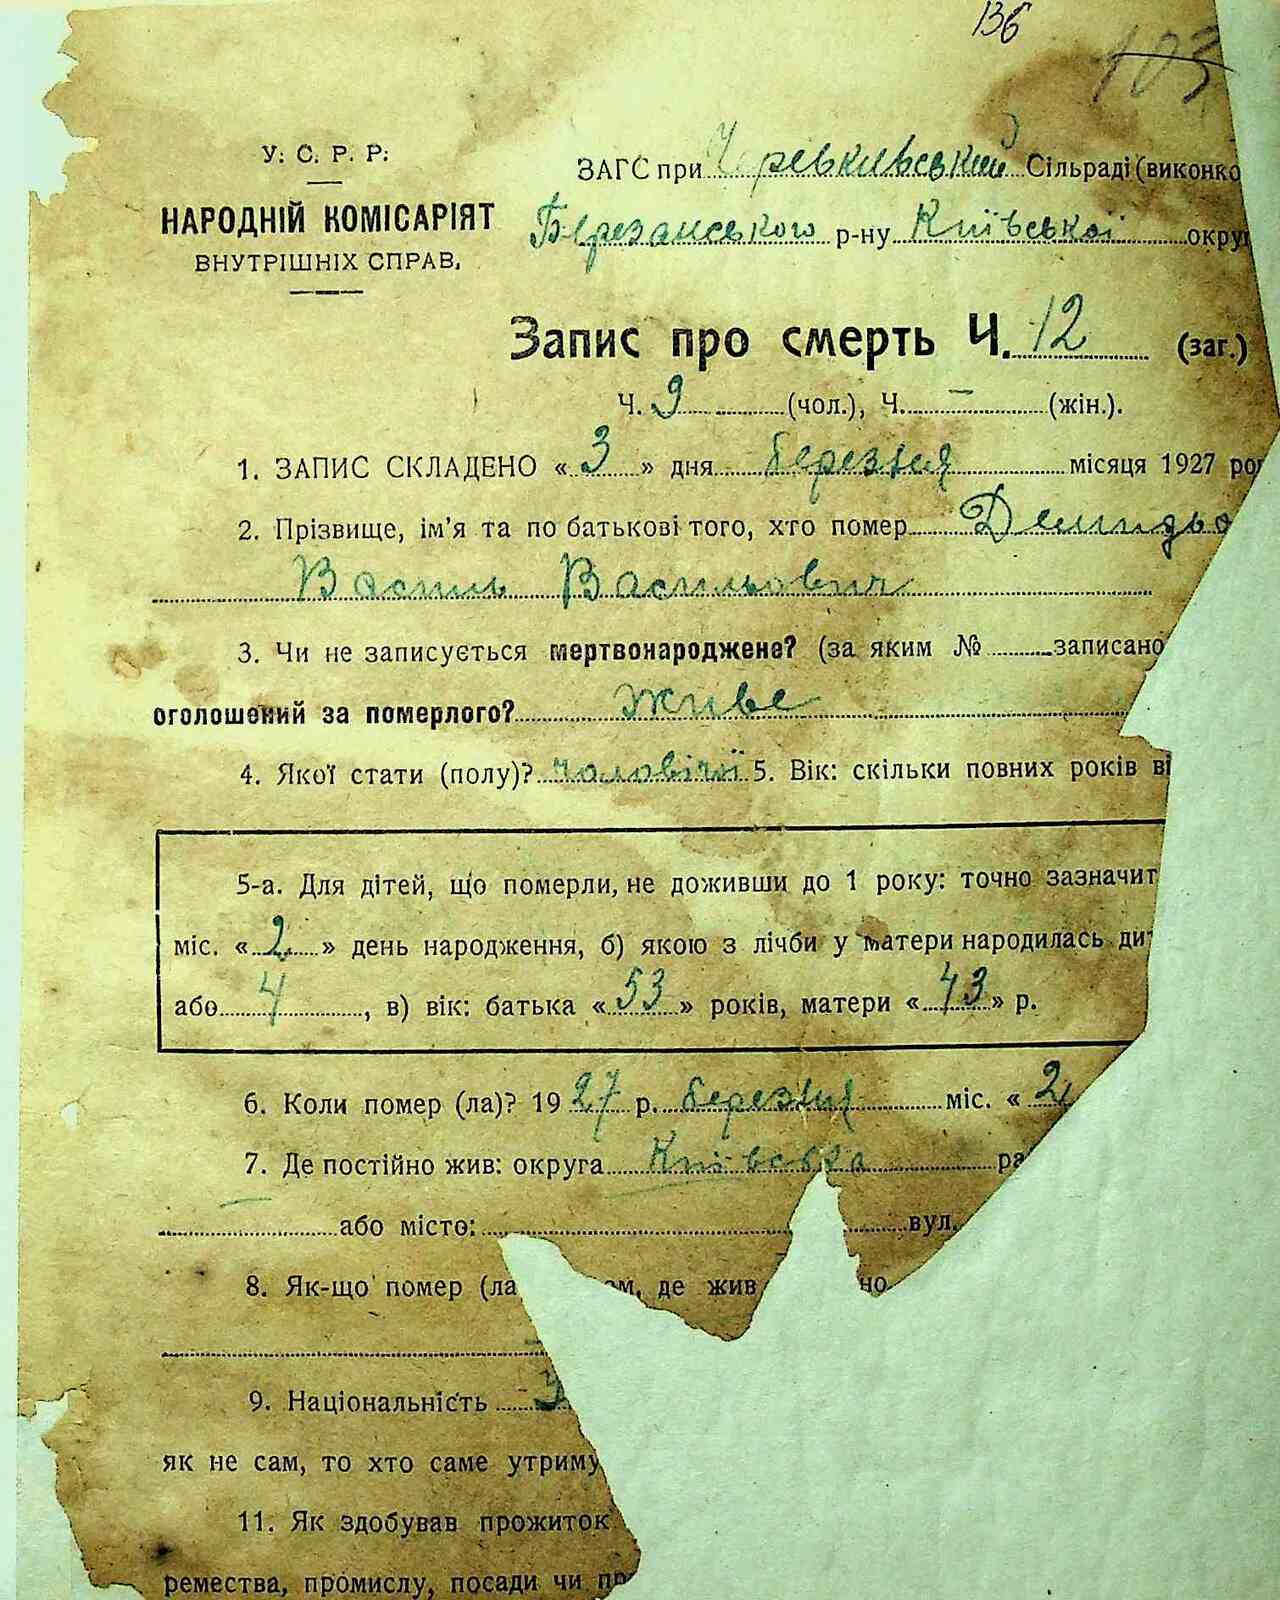 136
103
У. С. Р. Р.
НАРОДНІЙ КОМІСАРІЯТ
ВНУТРІШНІХ СПРАВ.
ЗАГС при Черевківський Сільраді (виконко
Березанського р-ну Київської окру
Запис про смерть Ч. 12 (заг.)
Ч. 9 (чол.), Ч. — (жін.).
1. ЗАПИС СКЛАДЕНО « 3 » дня березня місяця 1927 ро
2. Прізвище, ім'я та по батькові того, хто помер
Василь Васильович
3. Чи не записується мертвонароджене? (за яким № записано
оголошений за померлого? живе
4. Якої стати (полу)? чоловічої 5. Вік: скільки повних років ві
5-а. Для дітей, що померли, не доживши до 1 року: точно зазначит
міс. « 2 » день народження, б) якою з лічби у матери народилась ди
або 4, в) вік: батька « 53 » років, матери « 43 » р.
6. Коли помер (ла)? 19 27 р. березня міс. « 2
7. Де постійно жив: округа Київська ра
або місто: вул.
8. Як-що помер (ла ом, де жив но
9. Національність У
як не сам, то хто саме утриму
11. Як здобував прожиток
ремества, промислу, посади чи пр